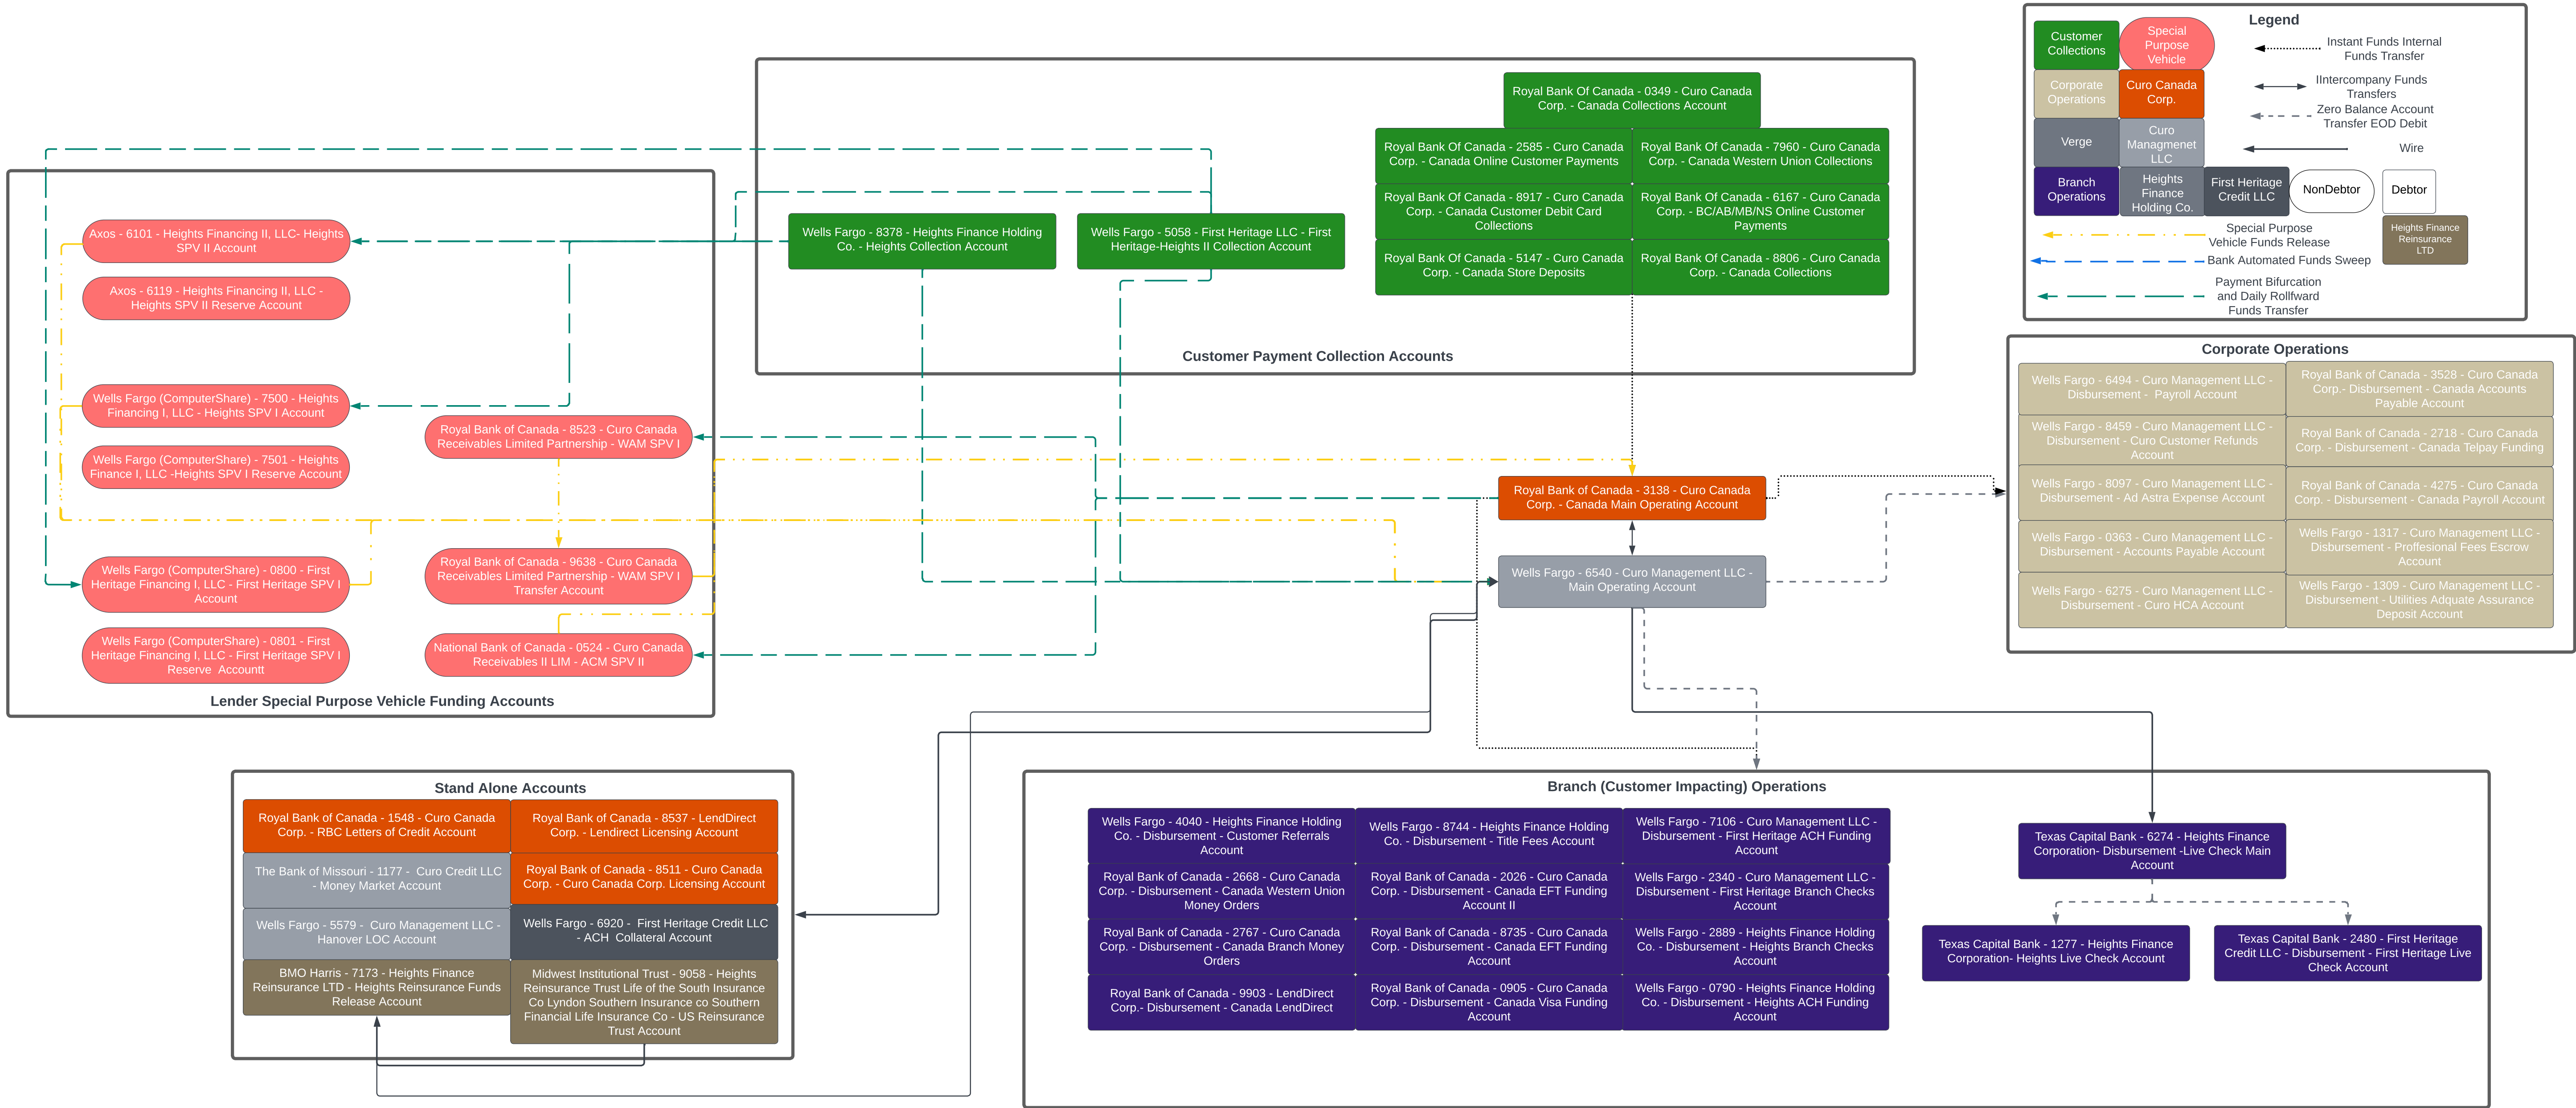 Legend
Customer
Collections
Special
Purpose
Vehicle
Instant Funds Internal
Funds Transfer
Corporate
Operations
Curo Canada
Corp.
IIntercompany Funds
Transfers
Zero Balance Account
Transfer EOD Debit
Verge
Curo
Managmenet
LLC
Wire
Branch
Operations
Heights
Finance
Holding Co.
First Heritage
Credit LLC
NonDebtor
Debtor
Special Purpose
Vehicle Funds Release
Heights Finance
Reinsurance
LTD
Bank Automated Funds Sweep
Payment Bifurcation
and Daily Rollfward
Funds Transfer
Royal Bank Of Canada - 0349 - Curo Canada
Corp. - Canada Collections Account
Royal Bank Of Canada - 2585 - Curo Canada
Corp. - Canada Online Customer Payments
Royal Bank Of Canada - 7960 - Curo Canada
Corp. - Canada Western Union Collections
Royal Bank Of Canada - 8917 - Curo Canada
Corp. - Canada Customer Debit Card
Collections
Royal Bank Of Canada - 6167 - Curo Canada
Corp. - BC/AB/MB/NS Online Customer
Payments
Royal Bank Of Canada - 5147 - Curo Canada
Corp. - Canada Store Deposits
Royal Bank Of Canada - 8806 - Curo Canada
Corp. - Canada Collections
Wells Fargo - 8378 - Heights Finance Holding
Co. - Heights Collection Account
Wells Fargo - 5058 - First Heritage LLC - First
Heritage-Heights II Collection Account
Customer Payment Collection Accounts
Axos - 6101 - Heights Financing II, LLC- Heights
SPV II Account
Axos - 6119 - Heights Financing II, LLC -
Heights SPV II Reserve Account
Wells Fargo (ComputerShare) - 7500 - Heights
Financing I, LLC - Heights SPV I Account
Wells Fargo (ComputerShare) - 7501 - Heights
Finance I, LLC -Heights SPV I Reserve Account
Royal Bank of Canada - 8523 - Curo Canada
Receivables Limited Partnership - WAM SPV I
Wells Fargo (ComputerShare) - 0800 - First
Heritage Financing I, LLC - First Heritage SPV I
Account
Royal Bank of Canada - 9638 - Curo Canada
Receivables Limited Partnership - WAM SPV I
Transfer Account
Wells Fargo (ComputerShare) - 0801 - First
Heritage Financing I, LLC - First Heritage SPV I
Reserve  Accountt
National Bank of Canada - 0524 - Curo Canada
Receivables II LIM - ACM SPV II
Lender Special Purpose Vehicle Funding Accounts
Royal Bank of Canada - 3138 - Curo Canada
Corp. - Canada Main Operating Account
Wells Fargo - 6540 - Curo Management LLC -
Main Operating Account
Corporate Operations
Wells Fargo - 6494 - Curo Management LLC -
Disbursement -  Payroll Account
Royal Bank of Canada - 3528 - Curo Canada
Corp.- Disbursement - Canada Accounts
Payable Account
Wells Fargo - 8459 - Curo Management LLC -
Disbursement - Curo Customer Refunds
Account
Royal Bank of Canada - 2718 - Curo Canada
Corp. - Disbursement - Canada Telpay Funding
Wells Fargo - 8097 - Curo Management LLC -
Disbursement - Ad Astra Expense Account
Royal Bank of Canada - 4275 - Curo Canada
Corp. - Disbursement - Canada Payroll Account
Wells Fargo - 0363 - Curo Management LLC -
Disbursement - Accounts Payable Account
Wells Fargo - 1317 - Curo Management LLC -
Disbursement - Proffesional Fees Escrow
Account
Wells Fargo - 6275 - Curo Management LLC -
Disbursement - Curo HCA Account
Wells Fargo - 1309 - Curo Management LLC -
Disbursement - Utilities Adquate Assurance
Deposit Account
Stand Alone Accounts
Royal Bank of Canada - 1548 - Curo Canada
Corp. - RBC Letters of Credit Account
Royal Bank of Canada - 8537 - LendDirect
Corp. - Lendirect Licensing Account
The Bank of Missouri - 1177 -  Curo Credit LLC
- Money Market Account
Royal Bank of Canada - 8511 - Curo Canada
Corp. - Curo Canada Corp. Licensing Account
Wells Fargo - 5579 -  Curo Management LLC -
Hanover LOC Account
Wells Fargo - 6920 -  First Heritage Credit LLC
- ACH  Collateral Account
BMO Harris - 7173 - Heights Finance
Reinsurance LTD - Heights Reinsurance Funds
Release Account
Midwest Institutional Trust - 9058 - Heights
Reinsurance Trust Life of the South Insurance
Co Lyndon Southern Insurance co Southern
Financial Life Insurance Co - US Reinsurance
Trust Account
Branch (Customer Impacting) Operations
Wells Fargo - 4040 - Heights Finance Holding
Co. - Disbursement - Customer Referrals
Account
Wells Fargo - 8744 - Heights Finance Holding
Co. - Disbursement - Title Fees Account
Wells Fargo - 7106 - Curo Management LLC -
Disbursement - First Heritage ACH Funding
Account
Royal Bank of Canada - 2668 - Curo Canada
Corp. - Disbursement - Canada Western Union
Money Orders
Royal Bank of Canada - 2026 - Curo Canada
Corp. - Disbursement - Canada EFT Funding
Account II
Wells Fargo - 2340 - Curo Management LLC -
Disbursement - First Heritage Branch Checks
Account
Royal Bank of Canada - 2767 - Curo Canada
Corp. - Disbursement - Canada Branch Money
Orders
Royal Bank of Canada - 8735 - Curo Canada
Corp. - Disbursement - Canada EFT Funding
Account
Wells Fargo - 2889 - Heights Finance Holding
Co. - Disbursement - Heights Branch Checks
Account
Royal Bank of Canada - 9903 - LendDirect
Corp.- Disbursement - Canada LendDirect
Royal Bank of Canada - 0905 - Curo Canada
Corp. - Disbursement - Canada Visa Funding
Account
Wells Fargo - 0790 - Heights Finance Holding
Co. - Disbursement - Heights ACH Funding
Account
Texas Capital Bank - 6274 - Heights Finance
Corporation- Disbursement -Live Check Main
Account
Texas Capital Bank - 1277 - Heights Finance
Corporation- Heights Live Check Account
Texas Capital Bank - 2480 - First Heritage
Credit LLC - Disbursement - First Heritage Live
Check Account